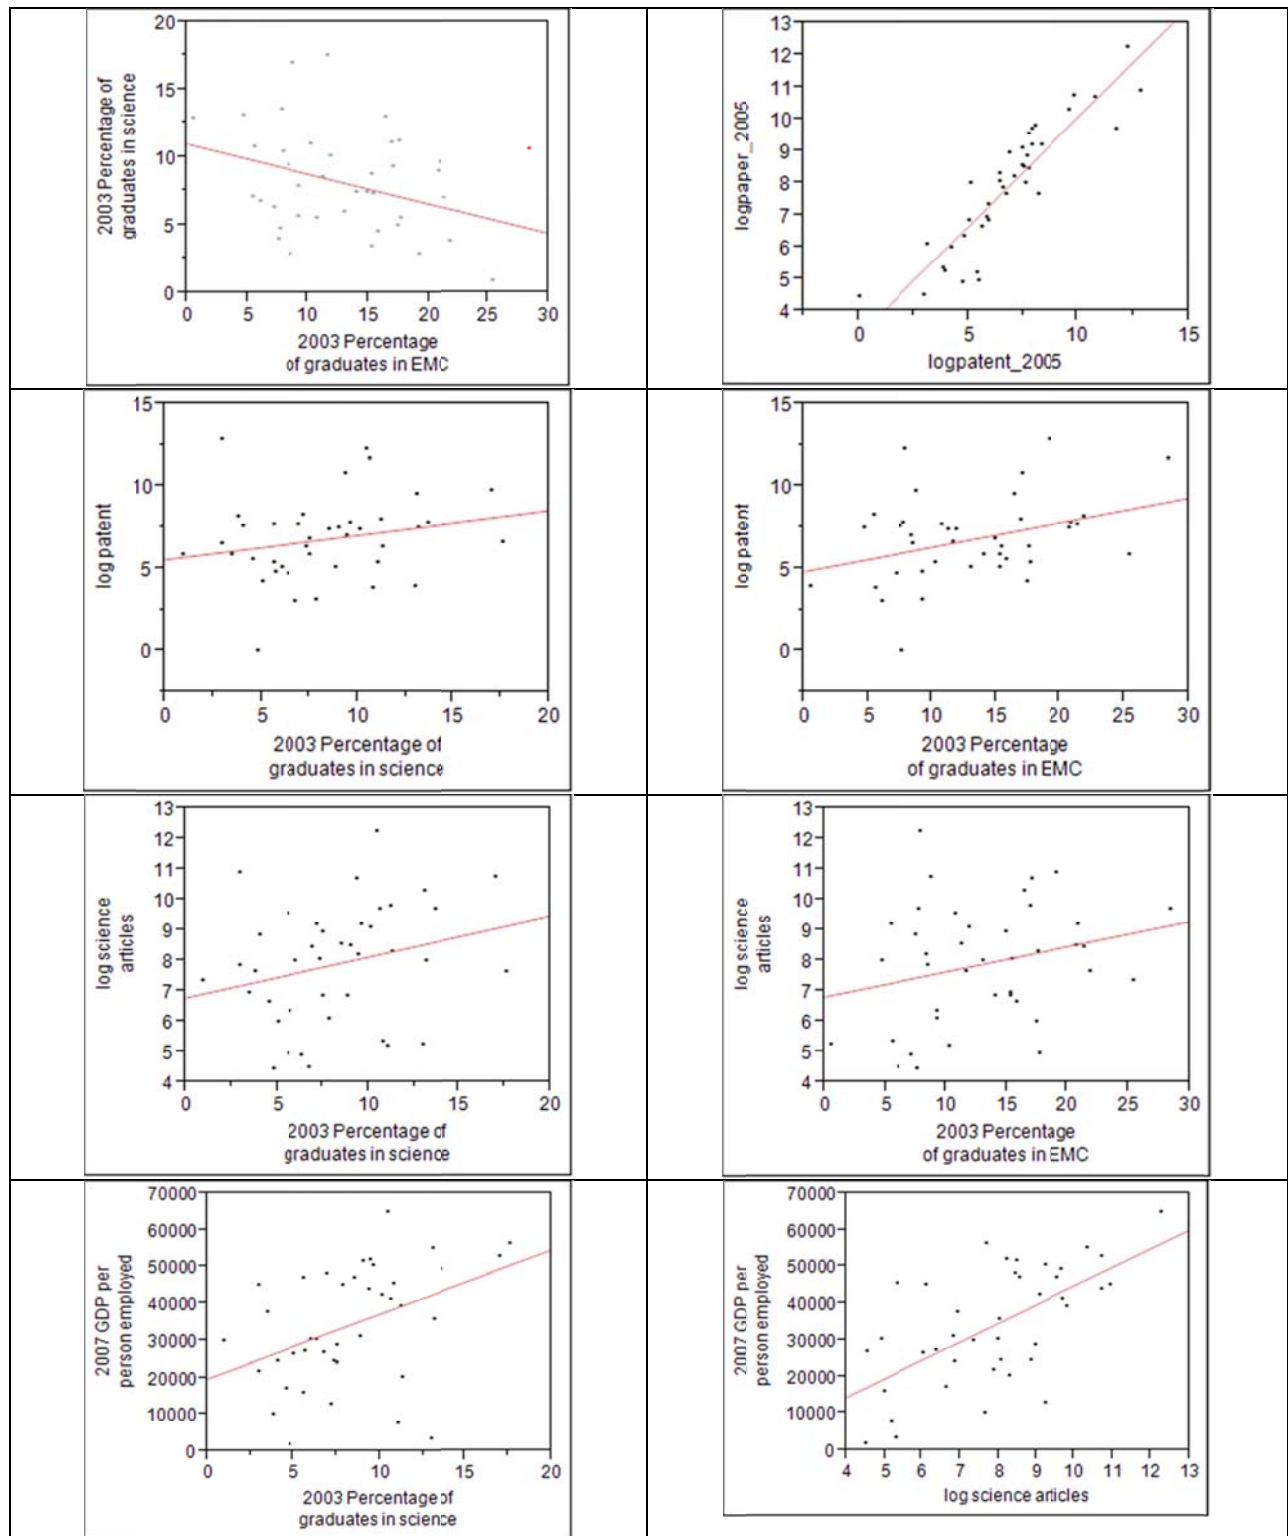 20
15
10
5
0
2003 Percentage of
graduates in science
0 5 10 15 20 25 30
2003 Percentage
of graduates in EMC
13
12
11
10
9
8
7
6
5
4
logpaper_2005
0 5 10 15
logpatent_2005
15
10
5
0
log patent
0 5 10 15 20
2003 Percentage of
graduates in science
15
10
5
0
log patent
0 5 10 15 20 25 30
2003 Percentage
of graduates in EMC
13
12
11
10
9
8
7
6
5
4
log science
articles
0 5 10 15 20
2003 Percentage of
graduates in science
13
12
11
10
9
8
7
6
5
4
log science
articles
0 5 10 15 20 25 30
2003 Percentage
of graduates in EMC
70000
60000
50000
40000
30000
20000
10000
0
2007 GDP per
person employed
0 5 10 15 20
2003 Percentage of
graduates in science
70000
60000
50000
40000
30000
20000
10000
0
2007 GDP per
person employed
4 5 6 7 8 9 10 11 12 13
log science articles